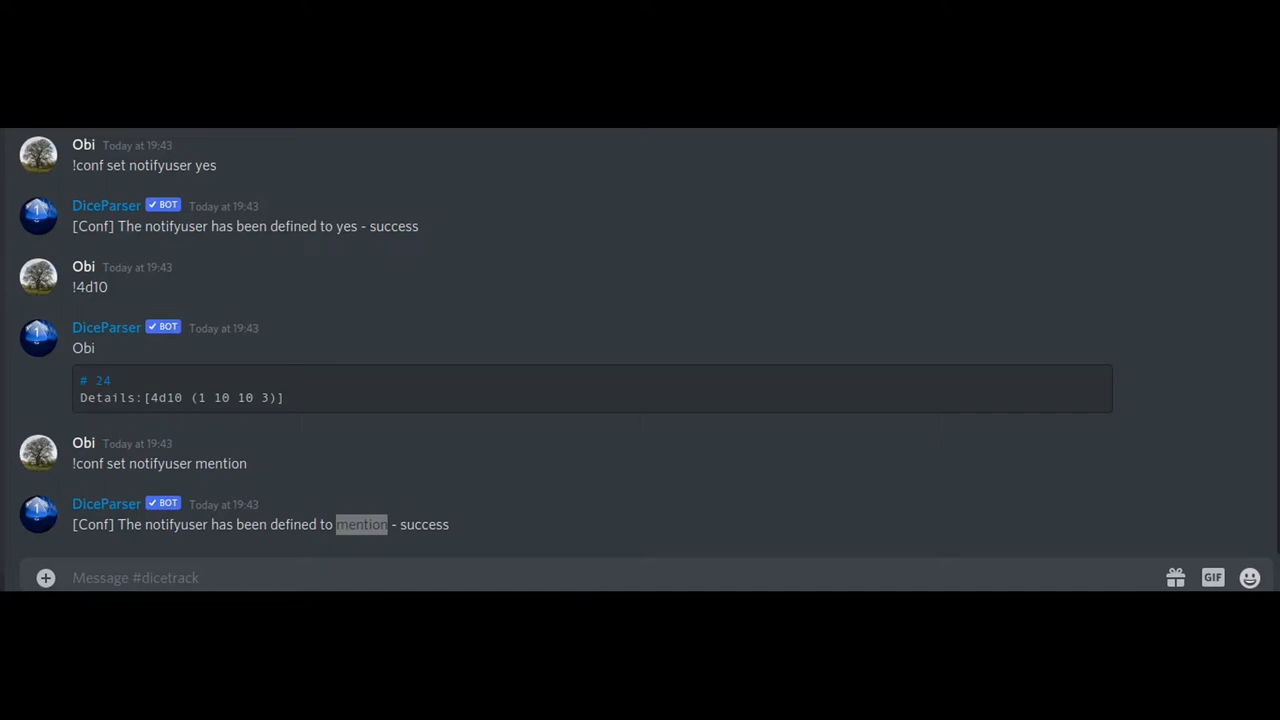 Obi Today at 19:43
!conf set notifyuser yes
1
DiceParser ✔ BOT Today at 19:43
[Conf] The notifyuser has been defined to yes - success
Obi Today at 19:43
!4d10
1
DiceParser ✔ BOT Today at 19:43
Obi
# 24
Details:[4d10 (1 10 10 3)]
Obi Today at 19:43
!conf set notifyuser mention
1
DiceParser ✔ BOT Today at 19:43
[Conf] The notifyuser has been defined to mention - success
Message #dicetrack GIF